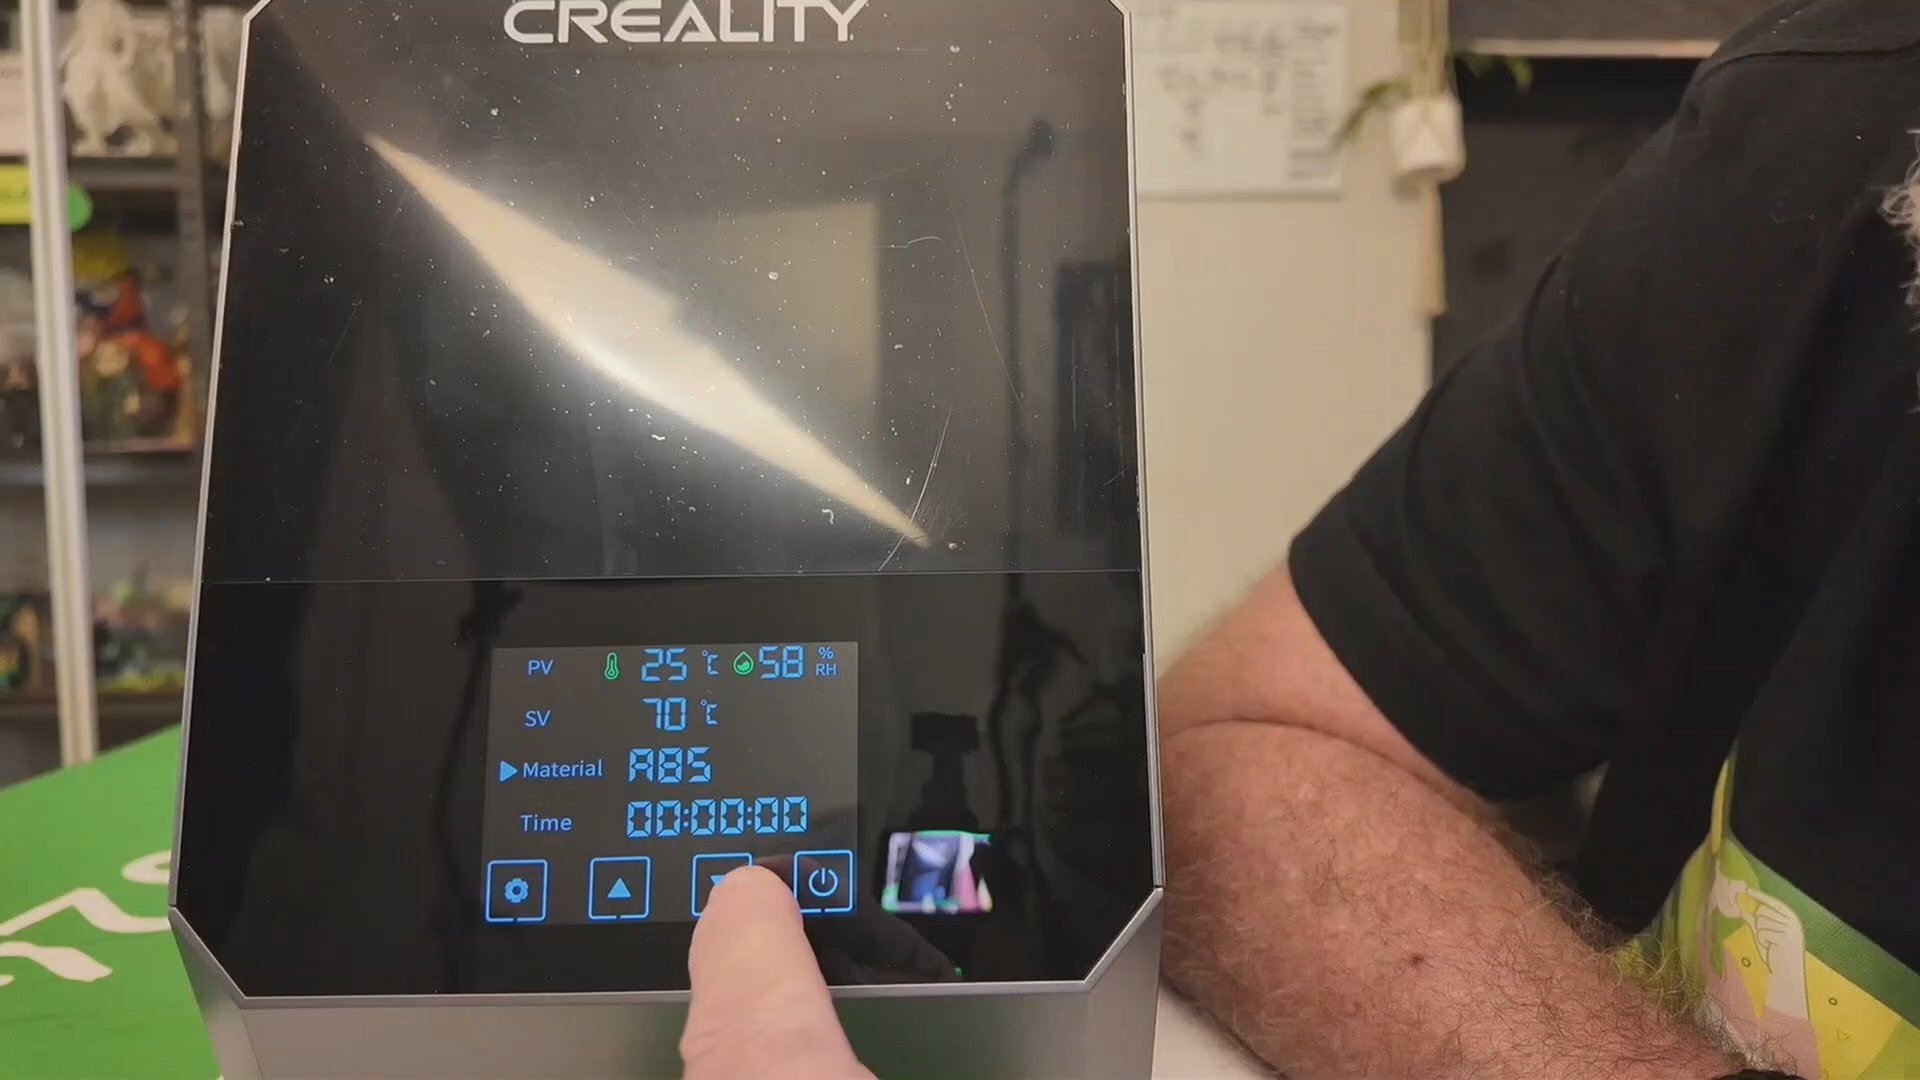 CREALITY
PV 25 ℃ 58 % RH
SV 70 ℃
Material ABS
Time 00:00:00